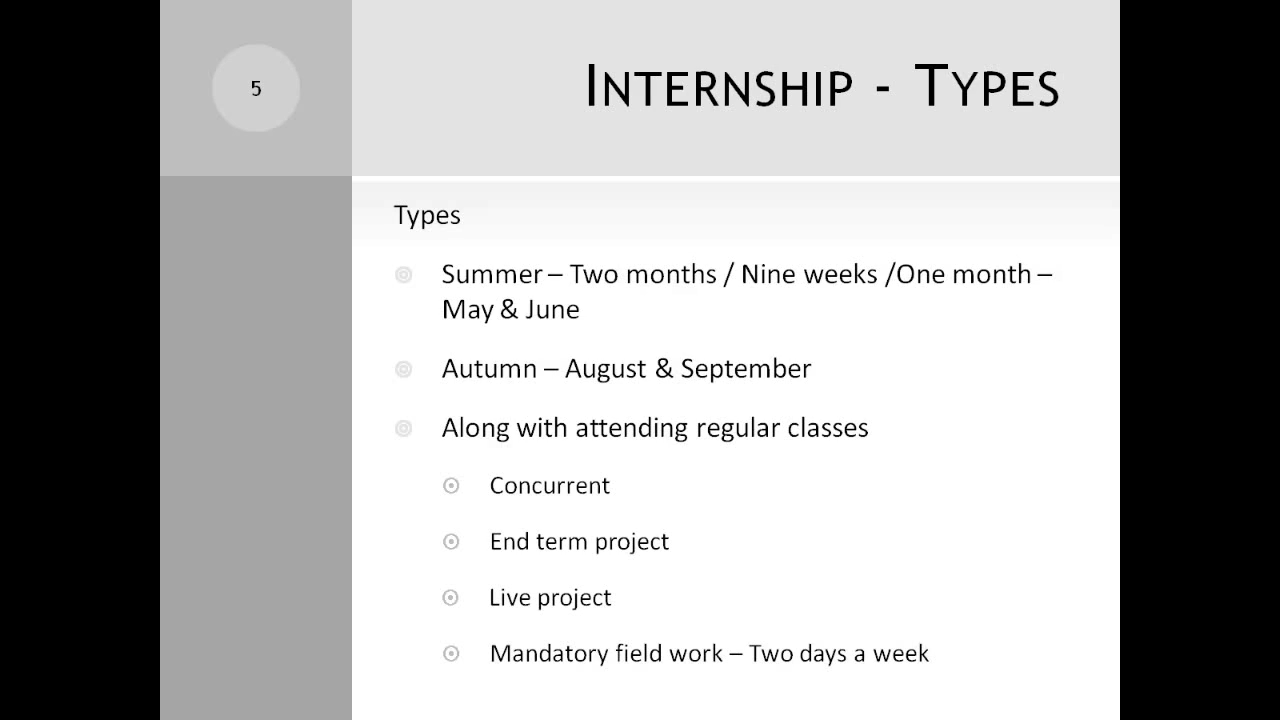 5
Internship - Types
Types
Summer – Two months / Nine weeks /One month –
May & June
Autumn – August & September
Along with attending regular classes
Concurrent
End term project
Live project
Mandatory field work – Two days a week